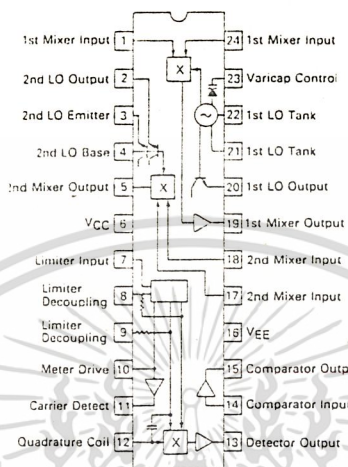 1st Mixer Input 1
2nd LO Output 2
2nd LO Emitter 3
2nd LO Base 4
2nd Mixer Output 5
VCC 6
Limiter Input 7
Limiter
Decoupling 8
Limiter
Decoupling 9
Meter Drive 10
Carrier Detect 11
Quadrature Coil 12
24 1st Mixer Input
23 Varicap Control
22 1st LO Tank
21 1st LO Tank
20 1st LO Output
19 1st Mixer Output
18 2nd Mixer Input
17 2nd Mixer Input
16 VEE
15 Comparator Outp
14 Comparator Input
13 Detector Output
X
X
X